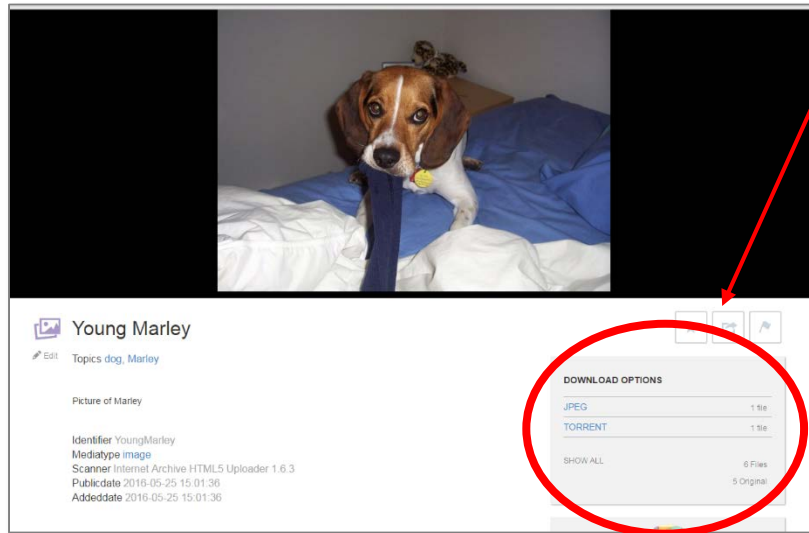 Young Marley
Edit
Topics dog, Marley
Picture of Marley
Identifier YoungMarley
Mediatype image
Scanner Internet Archive HTML5 Uploader 1.6.3
Publicdate 2016-05-25 15:01:36
Addeddate 2016-05-25 15:01:36
DOWNLOAD OPTIONS
JPEG 1 file
TORRENT 1 file
SHOW ALL 6 Files
5 Original